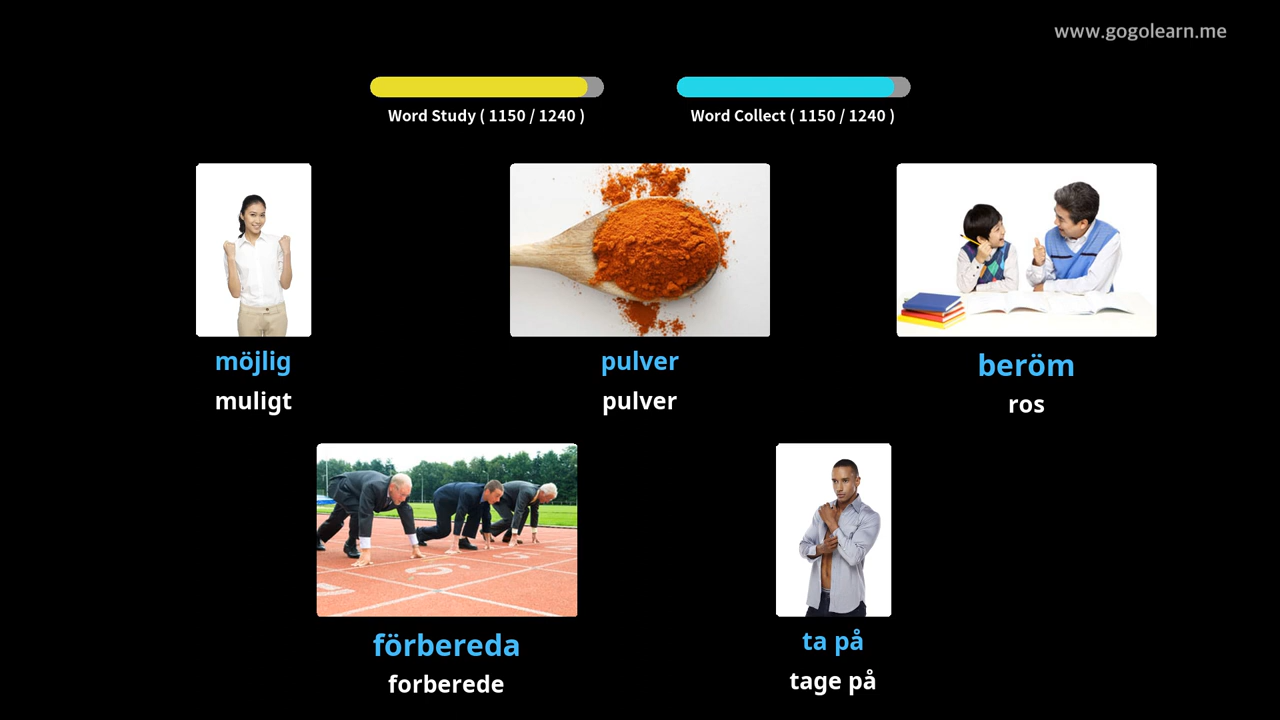 www.gogolearn.me
Word Study ( 1150 / 1240 )
Word Collect ( 1150 / 1240 )
möjlig
muligt
pulver
pulver
beröm
ros
förbereda
forberede
ta på
tage på